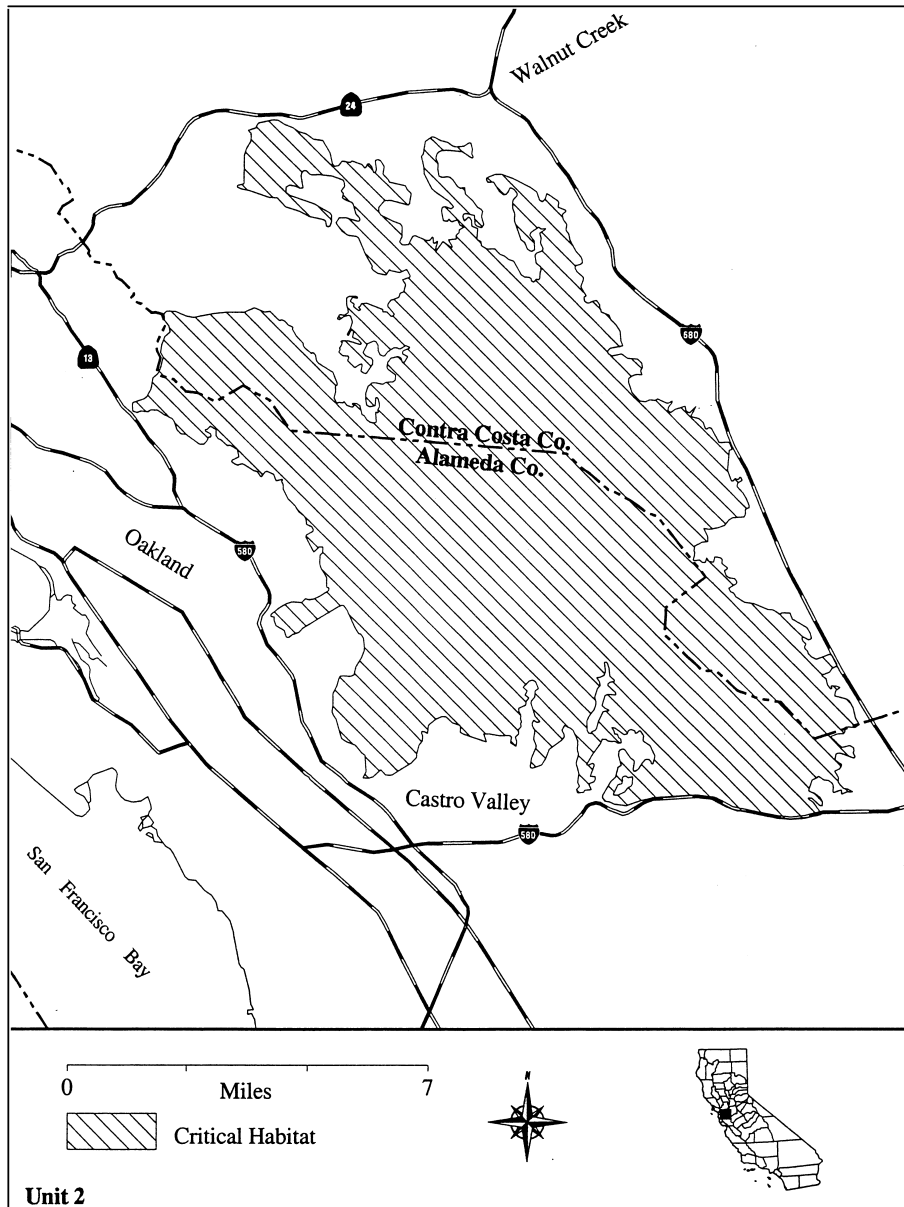 Walnut Creek
24
13
580
Contra Costa Co.
Alameda Co.
Oakland
580
Castro Valley
580
San Francisco Bay
N
0 7
Miles
Critical Habitat
Unit 2